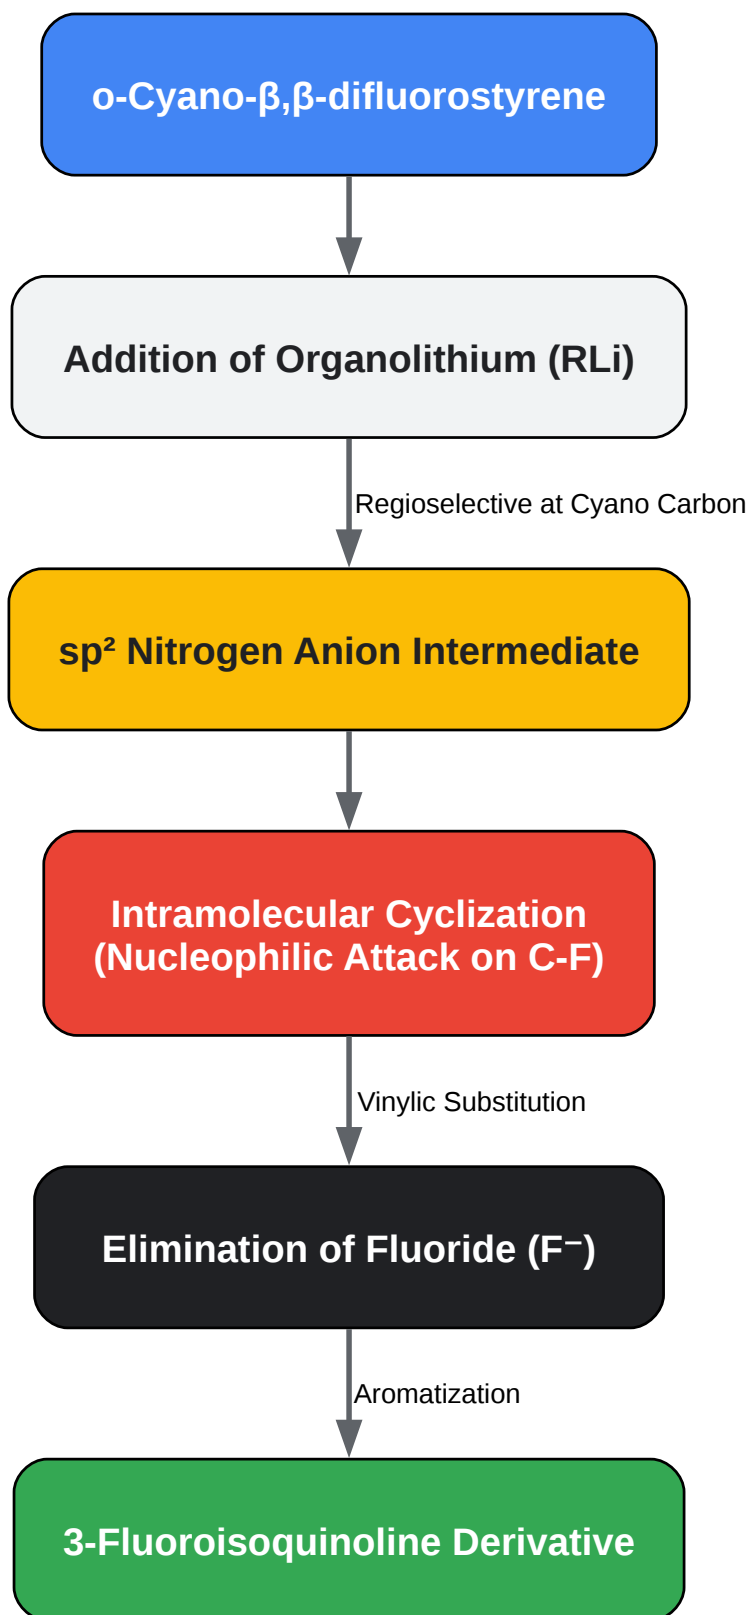 o-Cyano-β,β-difluorostyrene
Addition of Organolithium (RLi)
Regioselective at Cyano Carbon
sp² Nitrogen Anion Intermediate
Intramolecular Cyclization
(Nucleophilic Attack on C-F)
Vinylic Substitution
Elimination of Fluoride (F⁻)
Aromatization
3-Fluoroisoquinoline Derivative